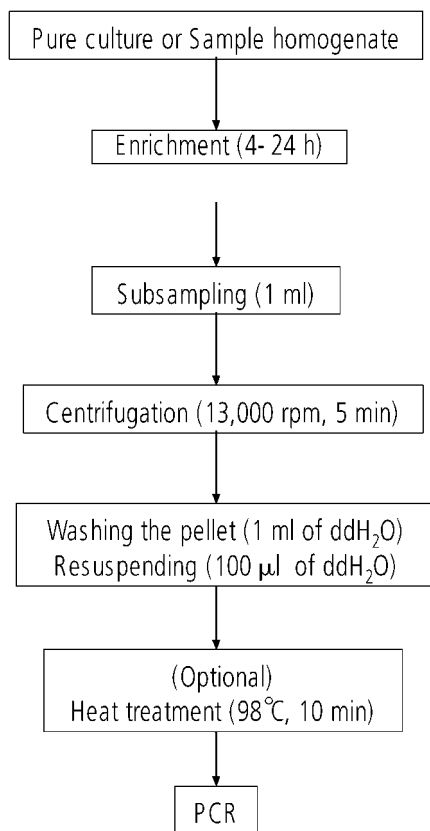 Pure culture or Sample homogenate
Enrichment (4- 24 h)
Subsampling (1 ml)
Centrifugation (13,000 rpm, 5 min)
Washing the pellet (1 ml of ddH₂O)
Resuspending (100 μl of ddH₂O)
(Optional)
Heat treatment (98℃, 10 min)
PCR